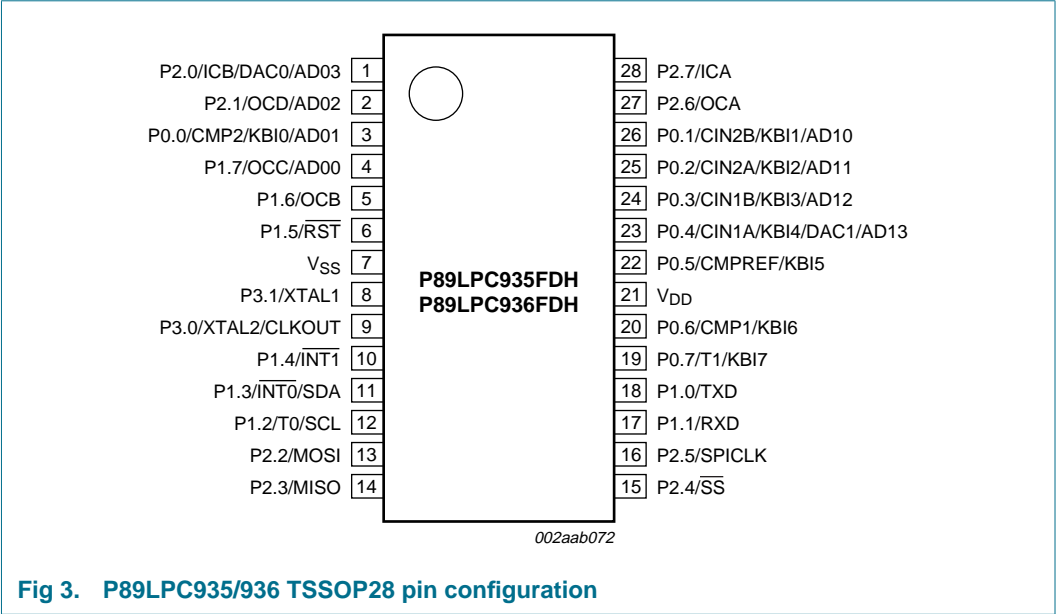 P2.0/ICB/DAC0/AD03 1
P2.1/OCD/AD02 2
P0.0/CMP2/KBI0/AD01 3
P1.7/OCC/AD00 4
P1.6/OCB 5
P1.5/R̅S̅T̅ 6
VSS 7
P3.1/XTAL1 8
P3.0/XTAL2/CLKOUT 9
P1.4/I̅N̅T̅1̅ 10
P1.3/I̅N̅T̅0̅/SDA 11
P1.2/T0/SCL 12
P2.2/MOSI 13
P2.3/MISO 14
P89LPC935FDH
P89LPC936FDH
28 P2.7/ICA
27 P2.6/OCA
26 P0.1/CIN2B/KBI1/AD10
25 P0.2/CIN2A/KBI2/AD11
24 P0.3/CIN1B/KBI3/AD12
23 P0.4/CIN1A/KBI4/DAC1/AD13
22 P0.5/CMPREF/KBI5
21 VDD
20 P0.6/CMP1/KBI6
19 P0.7/T1/KBI7
18 P1.0/TXD
17 P1.1/RXD
16 P2.5/SPICLK
15 P2.4/S̅S̅
002aab072
Fig 3. P89LPC935/936 TSSOP28 pin configuration